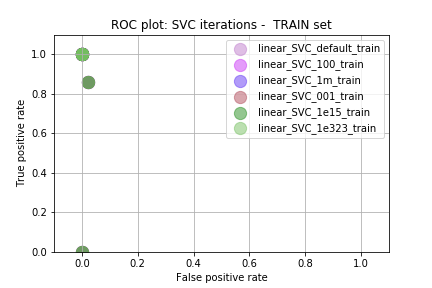 ROC plot: SVC iterations -  TRAIN set
True positive rate
1.0
0.8
0.6
0.4
0.2
0.0
linear_SVC_default_train
linear_SVC_100_train
linear_SVC_1m_train
linear_SVC_001_train
linear_SVC_1e15_train
linear_SVC_1e323_train
0.0 0.2 0.4 0.6 0.8 1.0
False positive rate